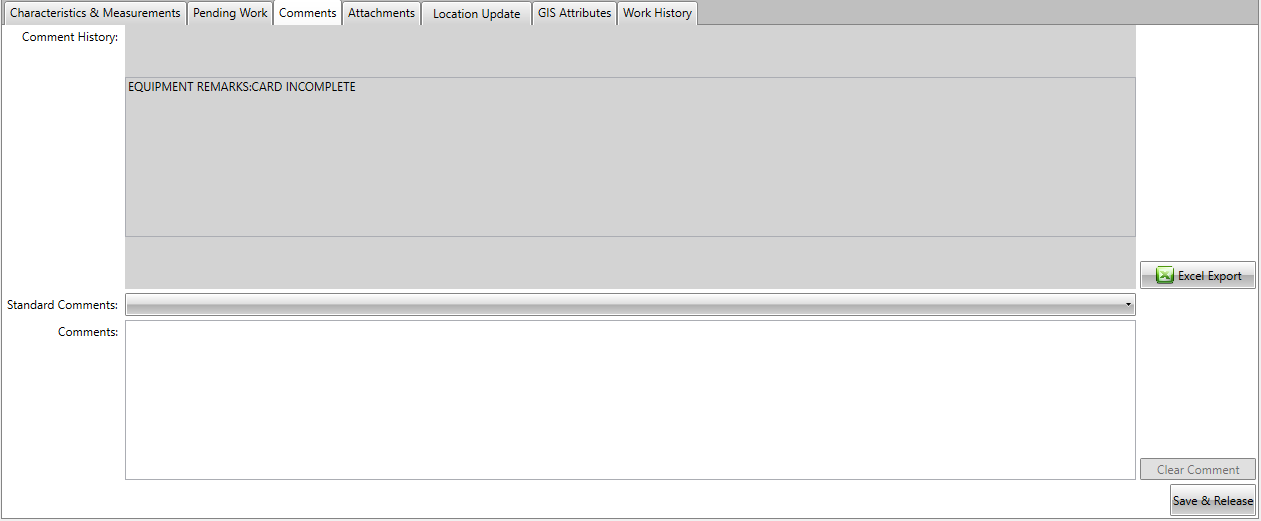 Characteristics & Measurements Pending Work Comments Attachments Location Update GIS Attributes Work History
Comment History:
EQUIPMENT REMARKS:CARD INCOMPLETE
Excel Export
Standard Comments:
Comments:
Clear Comment
Save & Release